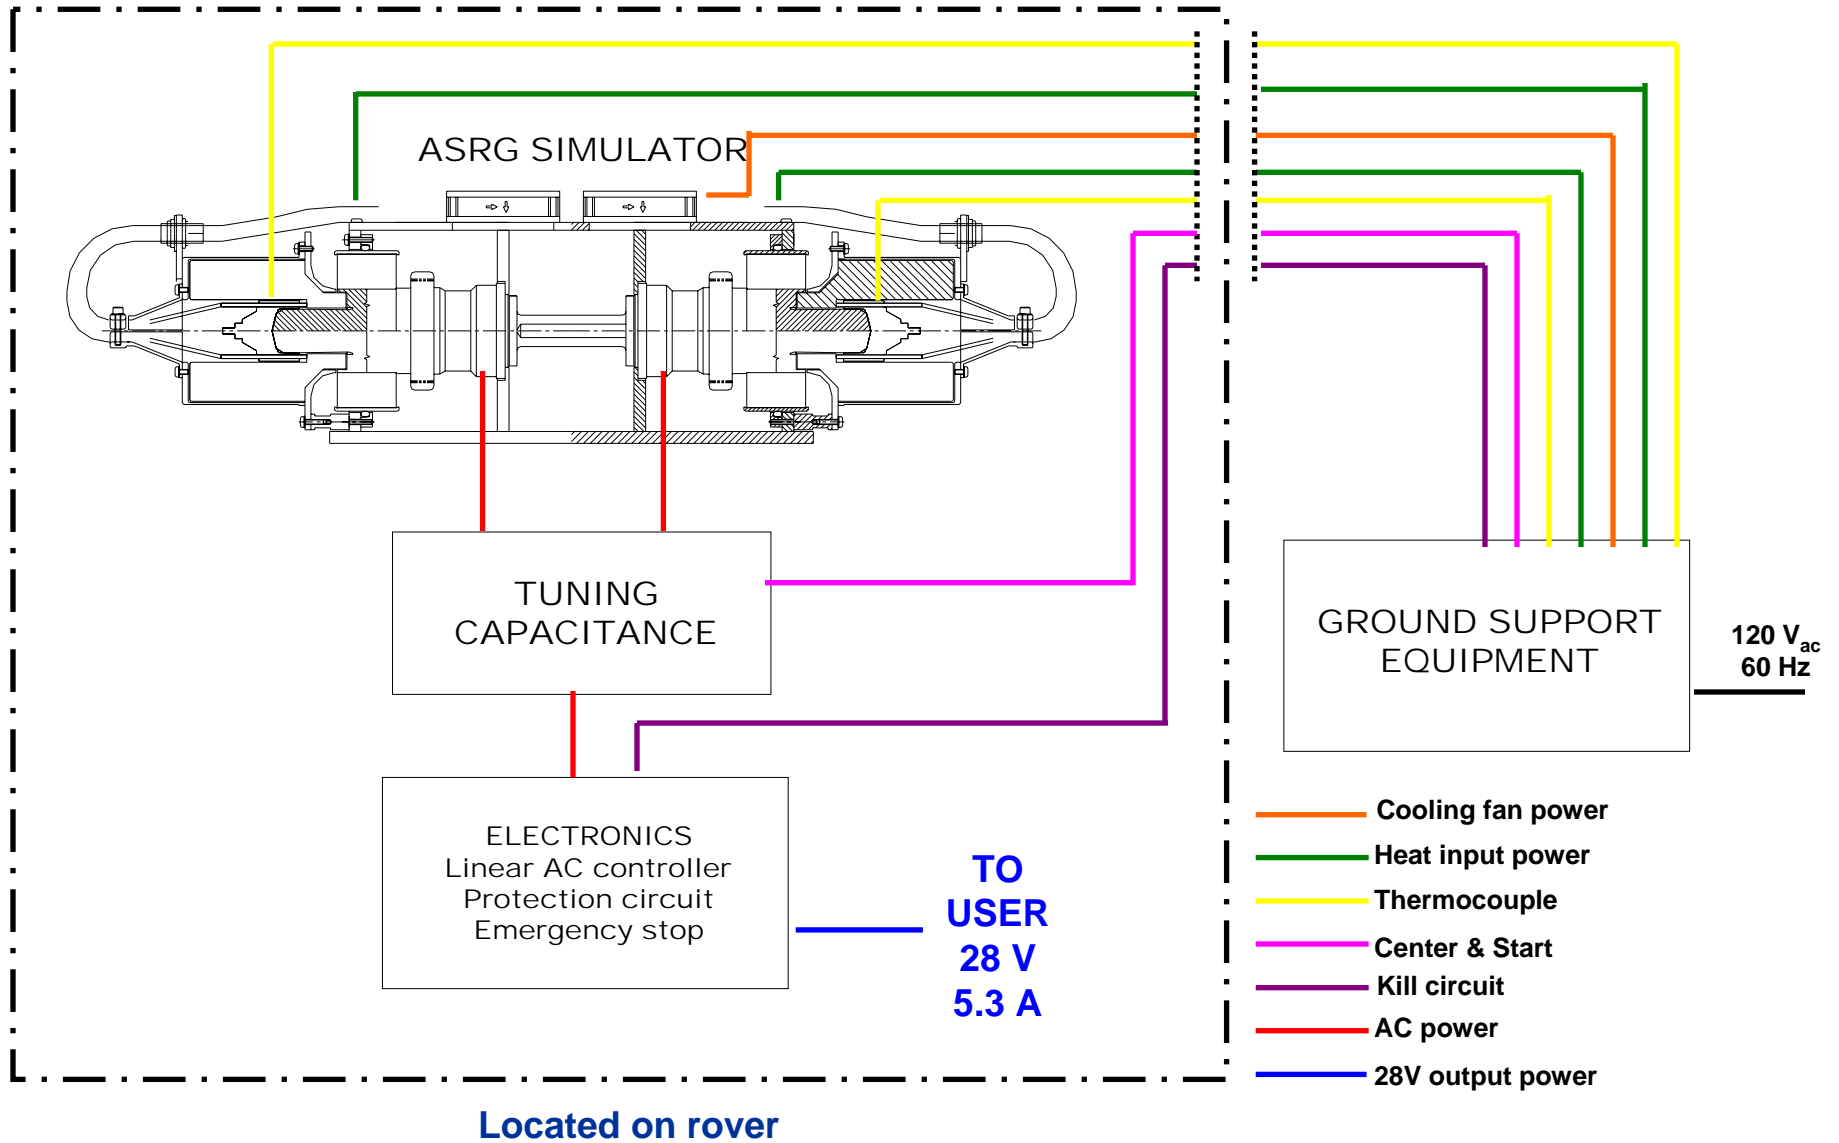 ASRG SIMULATOR
TUNING
CAPACITANCE
GROUND SUPPORT
EQUIPMENT
120 Vac
60 Hz
ELECTRONICS
Linear AC controller
Protection circuit
Emergency stop
TO
USER
28 V
5.3 A
Cooling fan power
Heat input power
Thermocouple
Center & Start
Kill circuit
AC power
28V output power
Located on rover